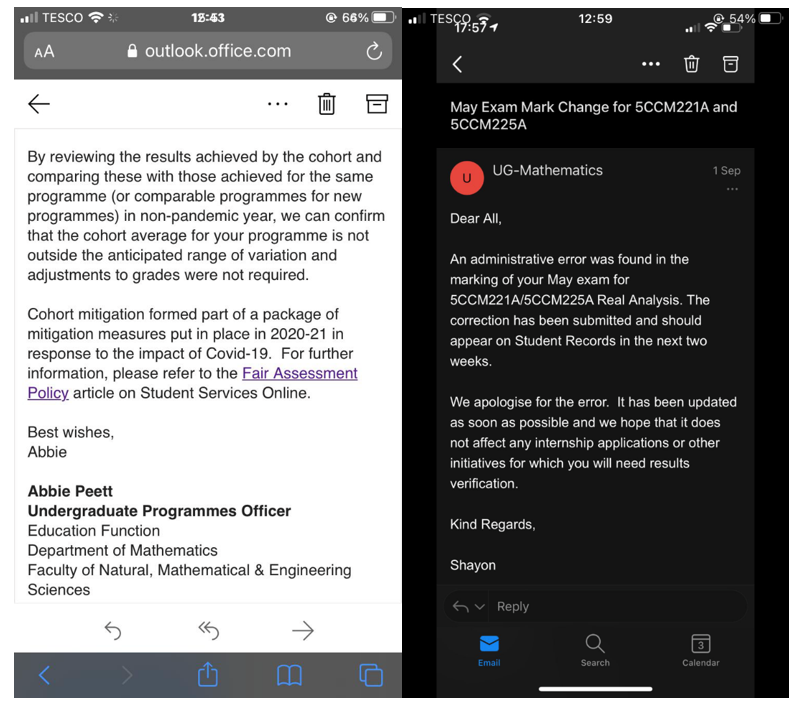 TESCO
66%
AA outlook.office.com
By reviewing the results achieved by the cohort and
comparing these with those achieved for the same
programme (or comparable programmes for new
programmes) in non-pandemic year, we can confirm
that the cohort average for your programme is not
outside the anticipated range of variation and
adjustments to grades were not required.
Cohort mitigation formed part of a package of
mitigation measures put in place in 2020-21 in
response to the impact of Covid-19.  For further
information, please refer to the Fair Assessment
Policy article on Student Services Online.
Best wishes,
Abbie
Abbie Peett
Undergraduate Programmes Officer
Education Function
Department of Mathematics
Faculty of Natural, Mathematical & Engineering
Sciences
TESCO 12:59 54%
17:57
May Exam Mark Change for 5CCM221A and
5CCM225A
U UG-Mathematics 1 Sep
Dear All,
An administrative error was found in the
marking of your May exam for
5CCM221A/5CCM225A Real Analysis. The
correction has been submitted and should
appear on Student Records in the next two
weeks.
We apologise for the error.  It has been updated
as soon as possible and we hope that it does
not affect any internship applications or other
initiatives for which you will need results
verification.
Kind Regards,
Shayon
Reply
3
Email Search Calendar